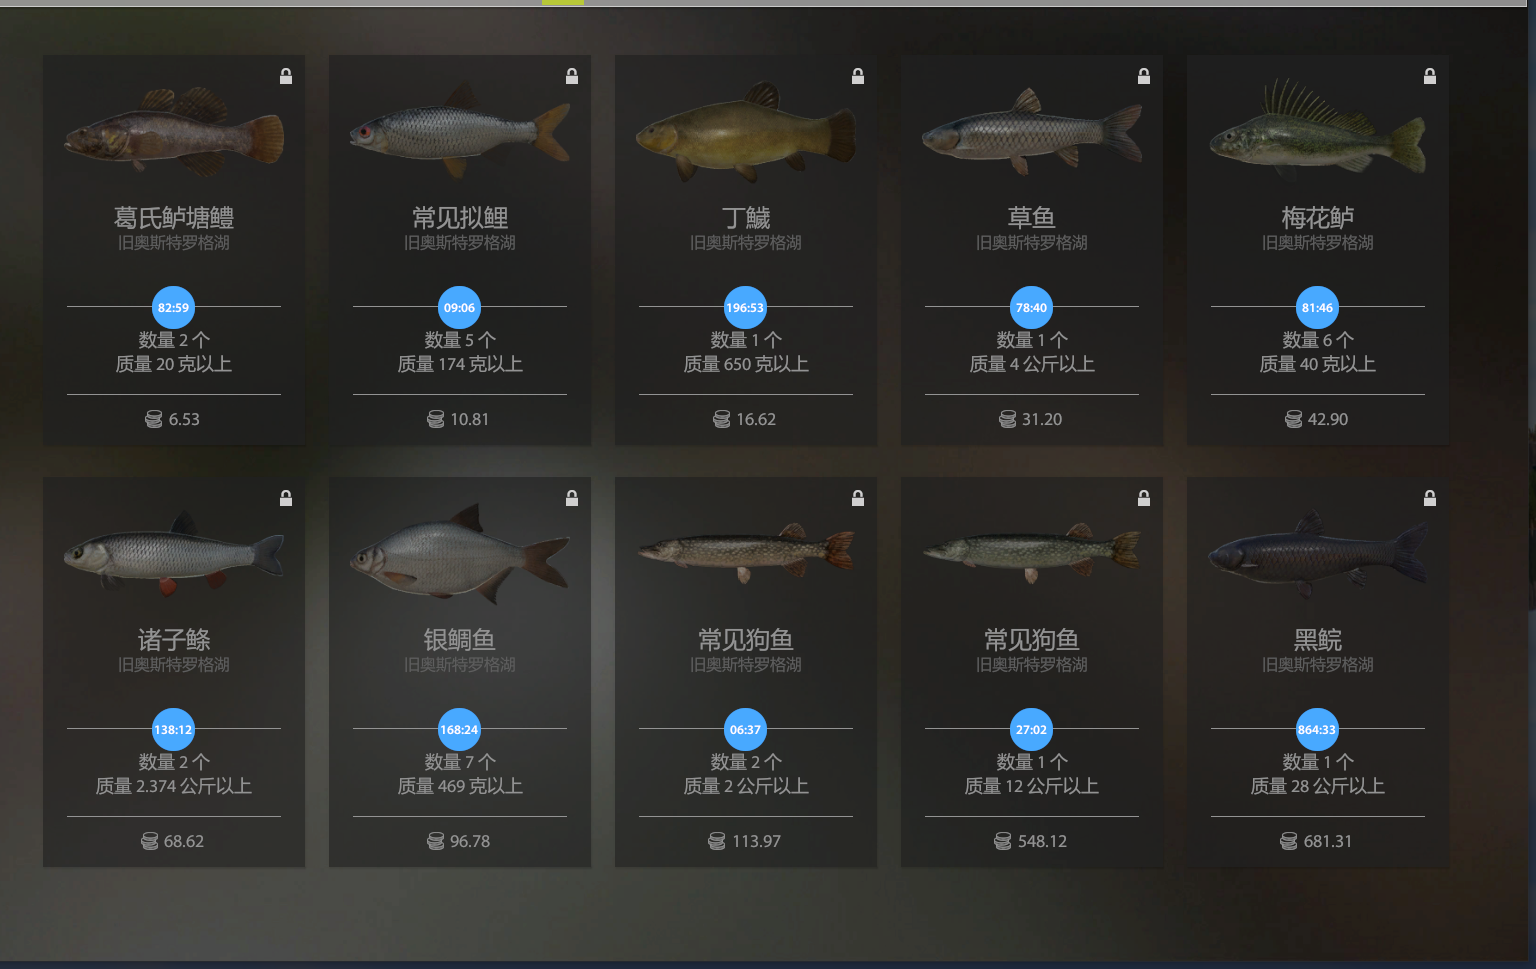 葛氏鲈塘鳢
旧奥斯特罗格湖
82:59
数量 2 个
质量 20 克以上
6.53
常见拟鲤
旧奥斯特罗格湖
09:06
数量 5 个
质量 174 克以上
10.81
丁鱥
旧奥斯特罗格湖
196:53
数量 1 个
质量 650 克以上
16.62
草鱼
旧奥斯特罗格湖
78:40
数量 1 个
质量 4 公斤以上
31.20
梅花鲈
旧奥斯特罗格湖
81:46
数量 6 个
质量 40 克以上
42.90
诸子鲦
旧奥斯特罗格湖
138:12
数量 2 个
质量 2.374 公斤以上
68.62
银鲷鱼
旧奥斯特罗格湖
168:24
数量 7 个
质量 469 克以上
96.78
常见狗鱼
旧奥斯特罗格湖
06:37
数量 2 个
质量 2 公斤以上
113.97
常见狗鱼
旧奥斯特罗格湖
27:02
数量 1 个
质量 12 公斤以上
548.12
黑鲩
旧奥斯特罗格湖
864:33
数量 1 个
质量 28 公斤以上
681.31